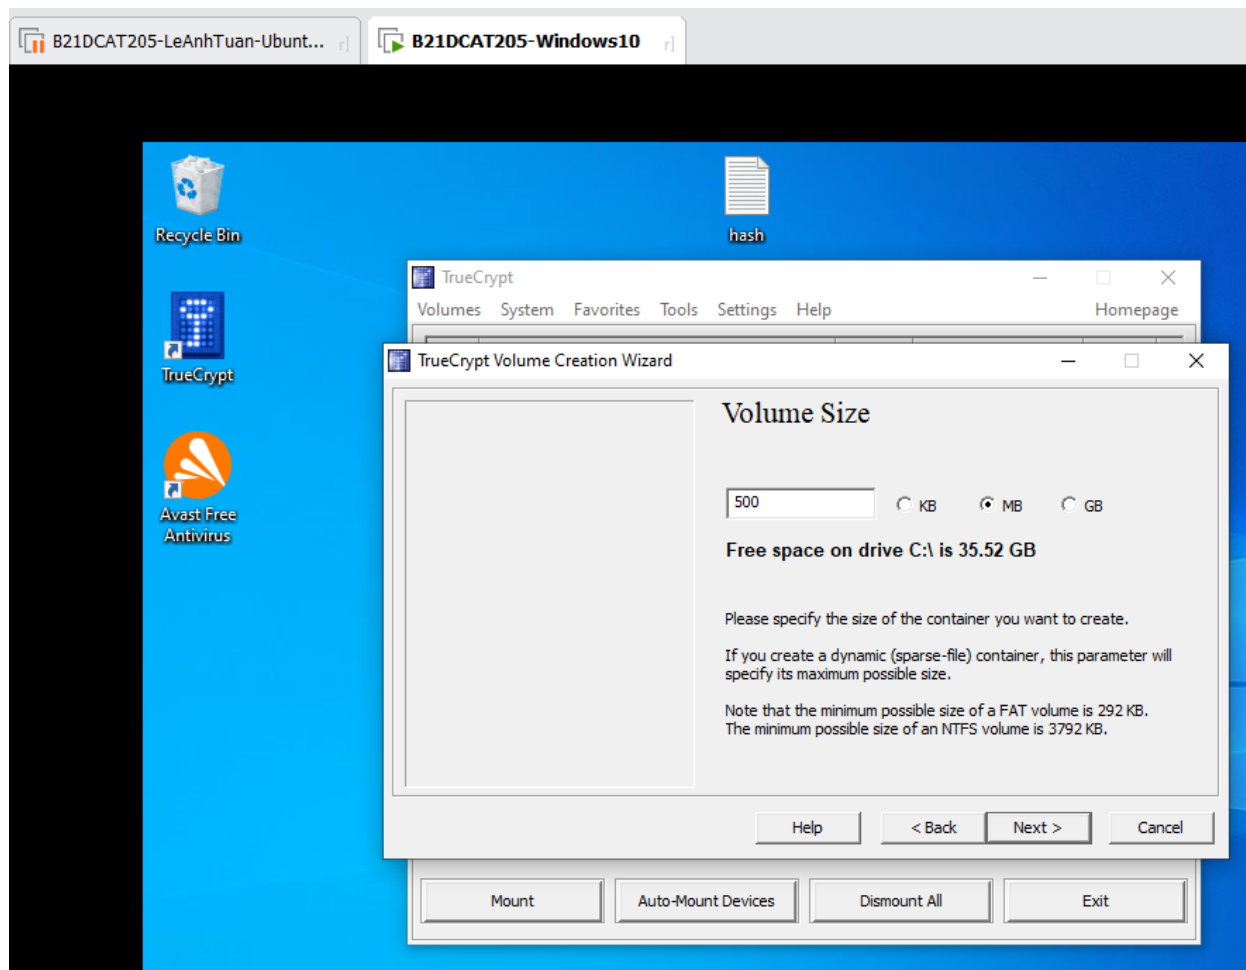 B21DCAT205-LeAnhTuan-Ubunt... r]
B21DCAT205-Windows10 r]
Recycle Bin
hash
TrueCrypt
Avast Free
Antivirus
TrueCrypt
Volumes System Favorites Tools Settings Help Homepage
TrueCrypt Volume Creation Wizard
Volume Size
500 KB MB GB
Free space on drive C:\ is 35.52 GB
Please specify the size of the container you want to create.
If you create a dynamic (sparse-file) container, this parameter will
specify its maximum possible size.
Note that the minimum possible size of a FAT volume is 292 KB.
The minimum possible size of an NTFS volume is 3792 KB.
Help < Back Next > Cancel
Mount Auto-Mount Devices Dismount All Exit